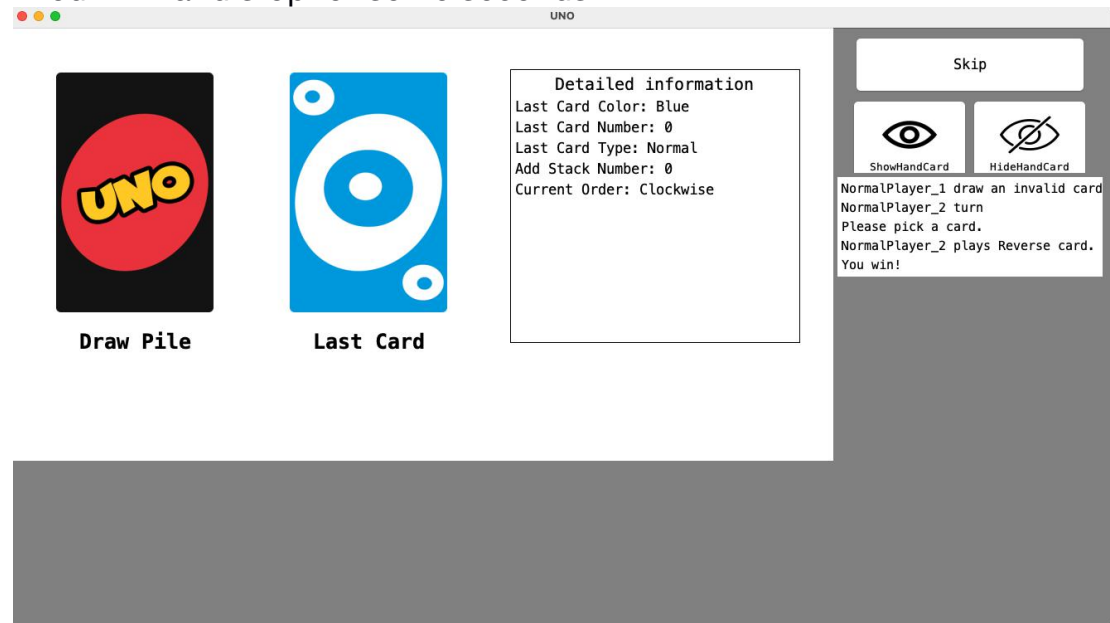 UNO
Skip
ShowHandCard
HideHandCard
UNO
Draw Pile
Last Card
Detailed information
Last Card Color: Blue
Last Card Number: 0
Last Card Type: Normal
Add Stack Number: 0
Current Order: Clockwise
NormalPlayer_1 draw an invalid card
NormalPlayer_2 turn
Please pick a card.
NormalPlayer_2 plays Reverse card.
You win!